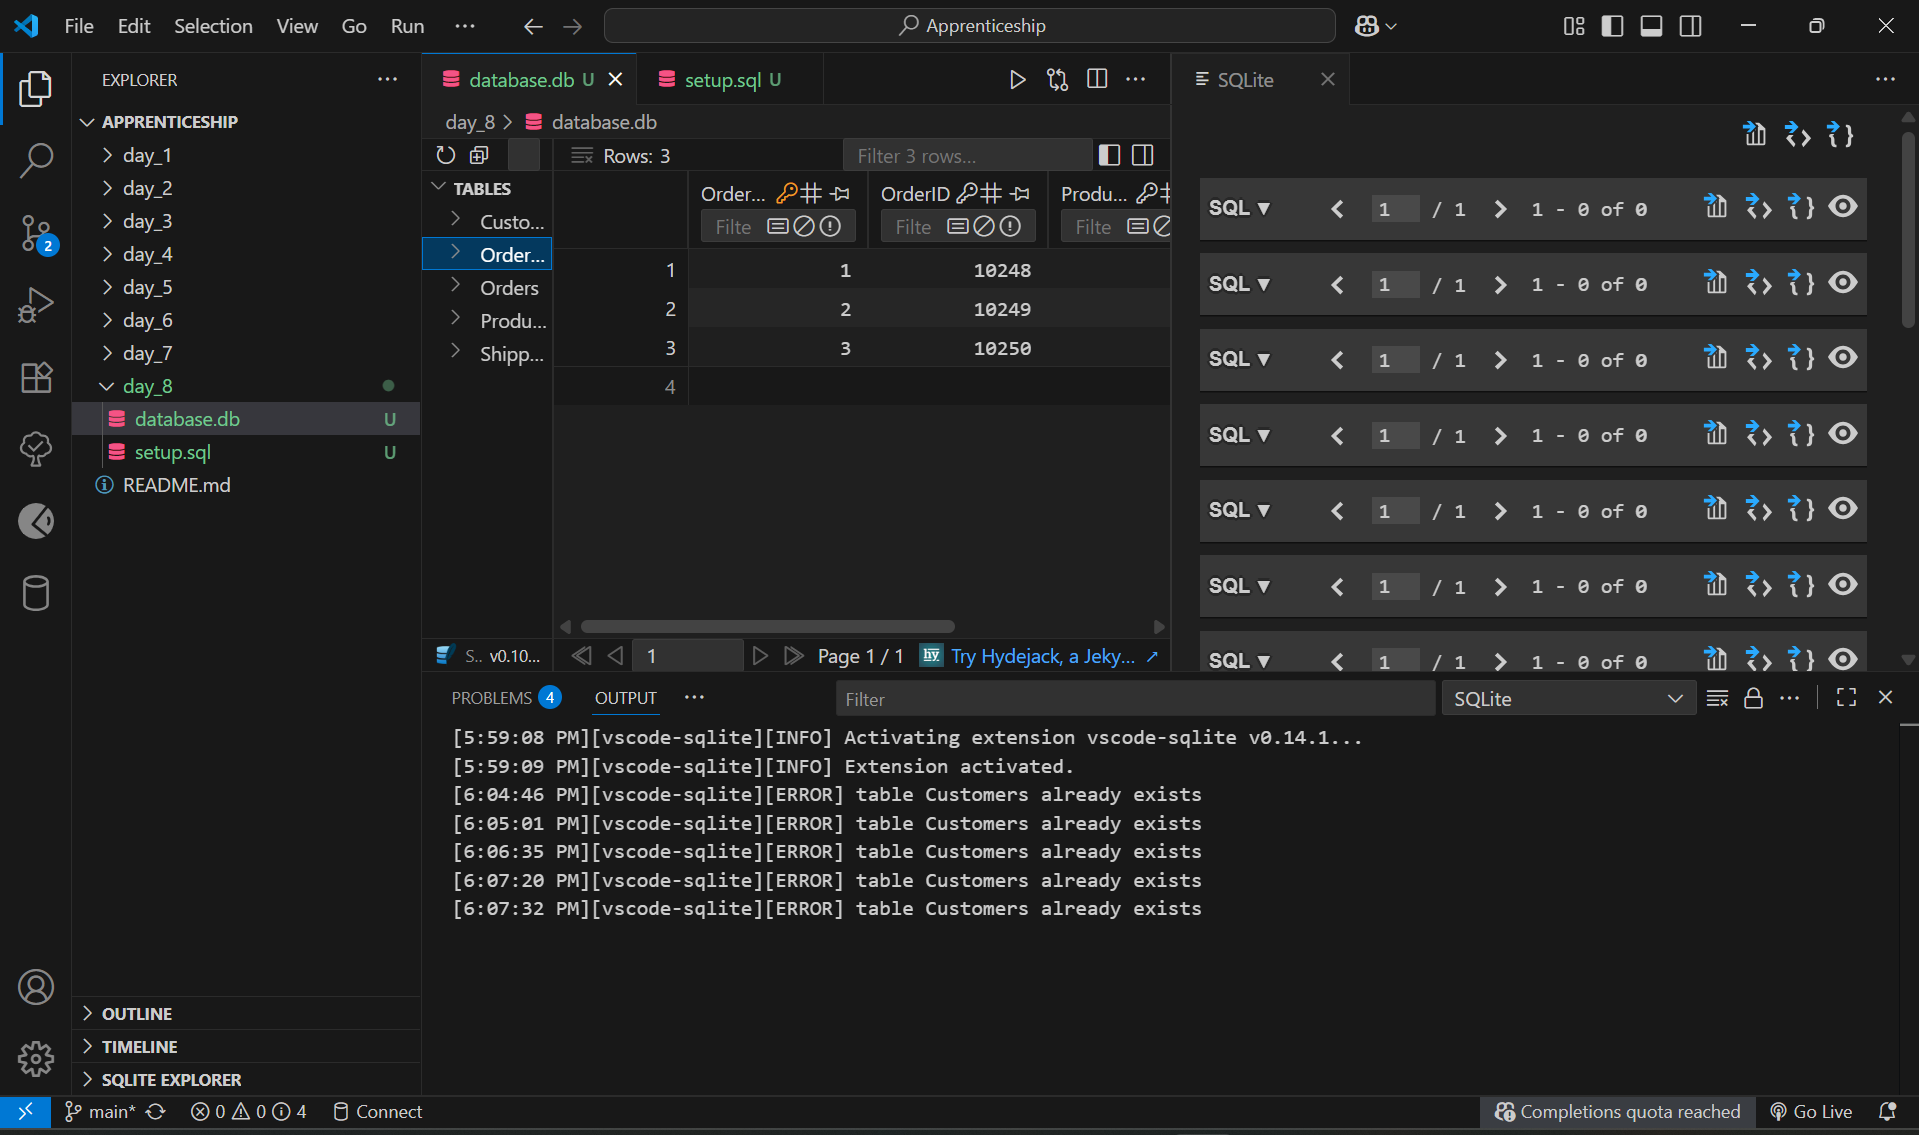 File Edit Selection View Go Run ··· Apprenticeship
EXPLORER
APPRENTICESHIP
day_1
day_2
day_3
day_4
day_5
day_6
day_7
day_8
database.db U
setup.sql U
README.md
OUTLINE
TIMELINE
SQLITE EXPLORER
database.db U
setup.sql U
day_8 > database.db
Rows: 3
Filter 3 rows...
TABLES
Custo...
Order...
Orders
Produ...
Shipp...
Order... OrderID Produ...
Filte Filte Filte
1 1 10248
2 2 10249
3 3 10250
4
S.. v0.10...
1
Page 1 / 1
hy Try Hydejack, a Jeky... ↗
SQLite
SQL ▼ 1 / 1 1 - 0 of 0
SQL ▼ 1 / 1 1 - 0 of 0
SQL ▼ 1 / 1 1 - 0 of 0
SQL ▼ 1 / 1 1 - 0 of 0
SQL ▼ 1 / 1 1 - 0 of 0
SQL ▼ 1 / 1 1 - 0 of 0
SQL ▼ 1 / 1 1 - 0 of 0
PROBLEMS 4 OUTPUT ··· Filter SQLite
[5:59:08 PM][vscode-sqlite][INFO] Activating extension vscode-sqlite v0.14.1...
[5:59:09 PM][vscode-sqlite][INFO] Extension activated.
[6:04:46 PM][vscode-sqlite][ERROR] table Customers already exists
[6:05:01 PM][vscode-sqlite][ERROR] table Customers already exists
[6:06:35 PM][vscode-sqlite][ERROR] table Customers already exists
[6:07:20 PM][vscode-sqlite][ERROR] table Customers already exists
[6:07:32 PM][vscode-sqlite][ERROR] table Customers already exists
2
main* 0 0 4 Connect Completions quota reached Go Live